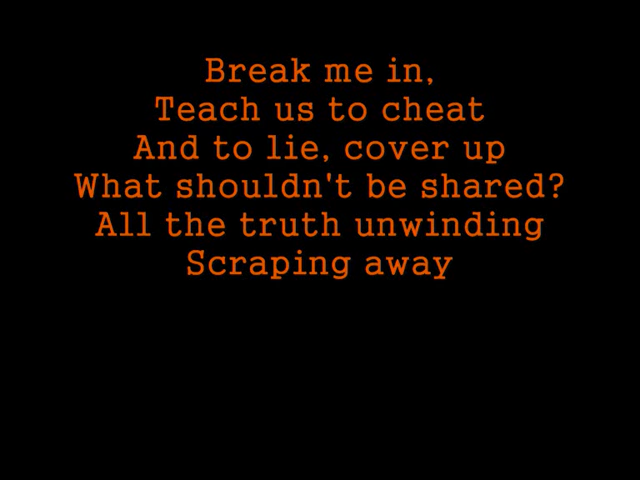 Break me in,
Teach us to cheat
And to lie, cover up
What shouldn't be shared?
All the truth unwinding
Scraping away